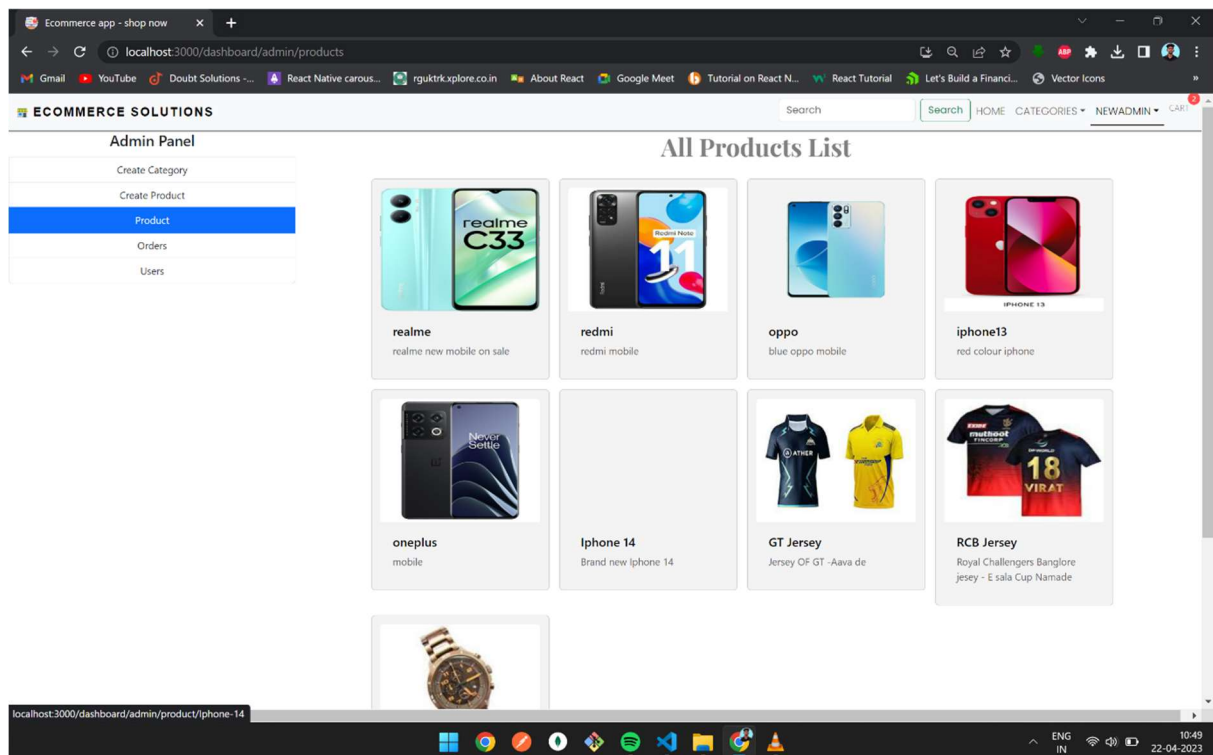 Ecommerce app - shop now
localhost:3000/dashboard/admin/products
ABP
Gmail YouTube Doubt Solutions -... React Native carous... rguktrk.xplore.co.in About React Google Meet Tutorial on React N... React Tutorial Let's Build a Financi... Vector Icons »
ECOMMERCE SOLUTIONS Search Search HOME CATEGORIES NEWADMIN CART 2
Admin Panel
Create Category
Create Product
Product
Orders
Users
All Products List
realme
C33
realme
realme new mobile on sale
Redmi Note
11
redmi
redmi mobile
oppo
blue oppo mobile
IPHONE 13
iphone13
red colour iphone
Never
Settle
oneplus
mobile
Iphone 14
Brand new Iphone 14
ATHER
GT Jersey
Jersey OF GT -Aava de
muthoot
FINCORP
18
VIRAT
RCB Jersey
Royal Challengers Banglore
jesey - E sala Cup Namade
localhost:3000/dashboard/admin/product/Iphone-14
ENG
IN
10:49
22-04-2023